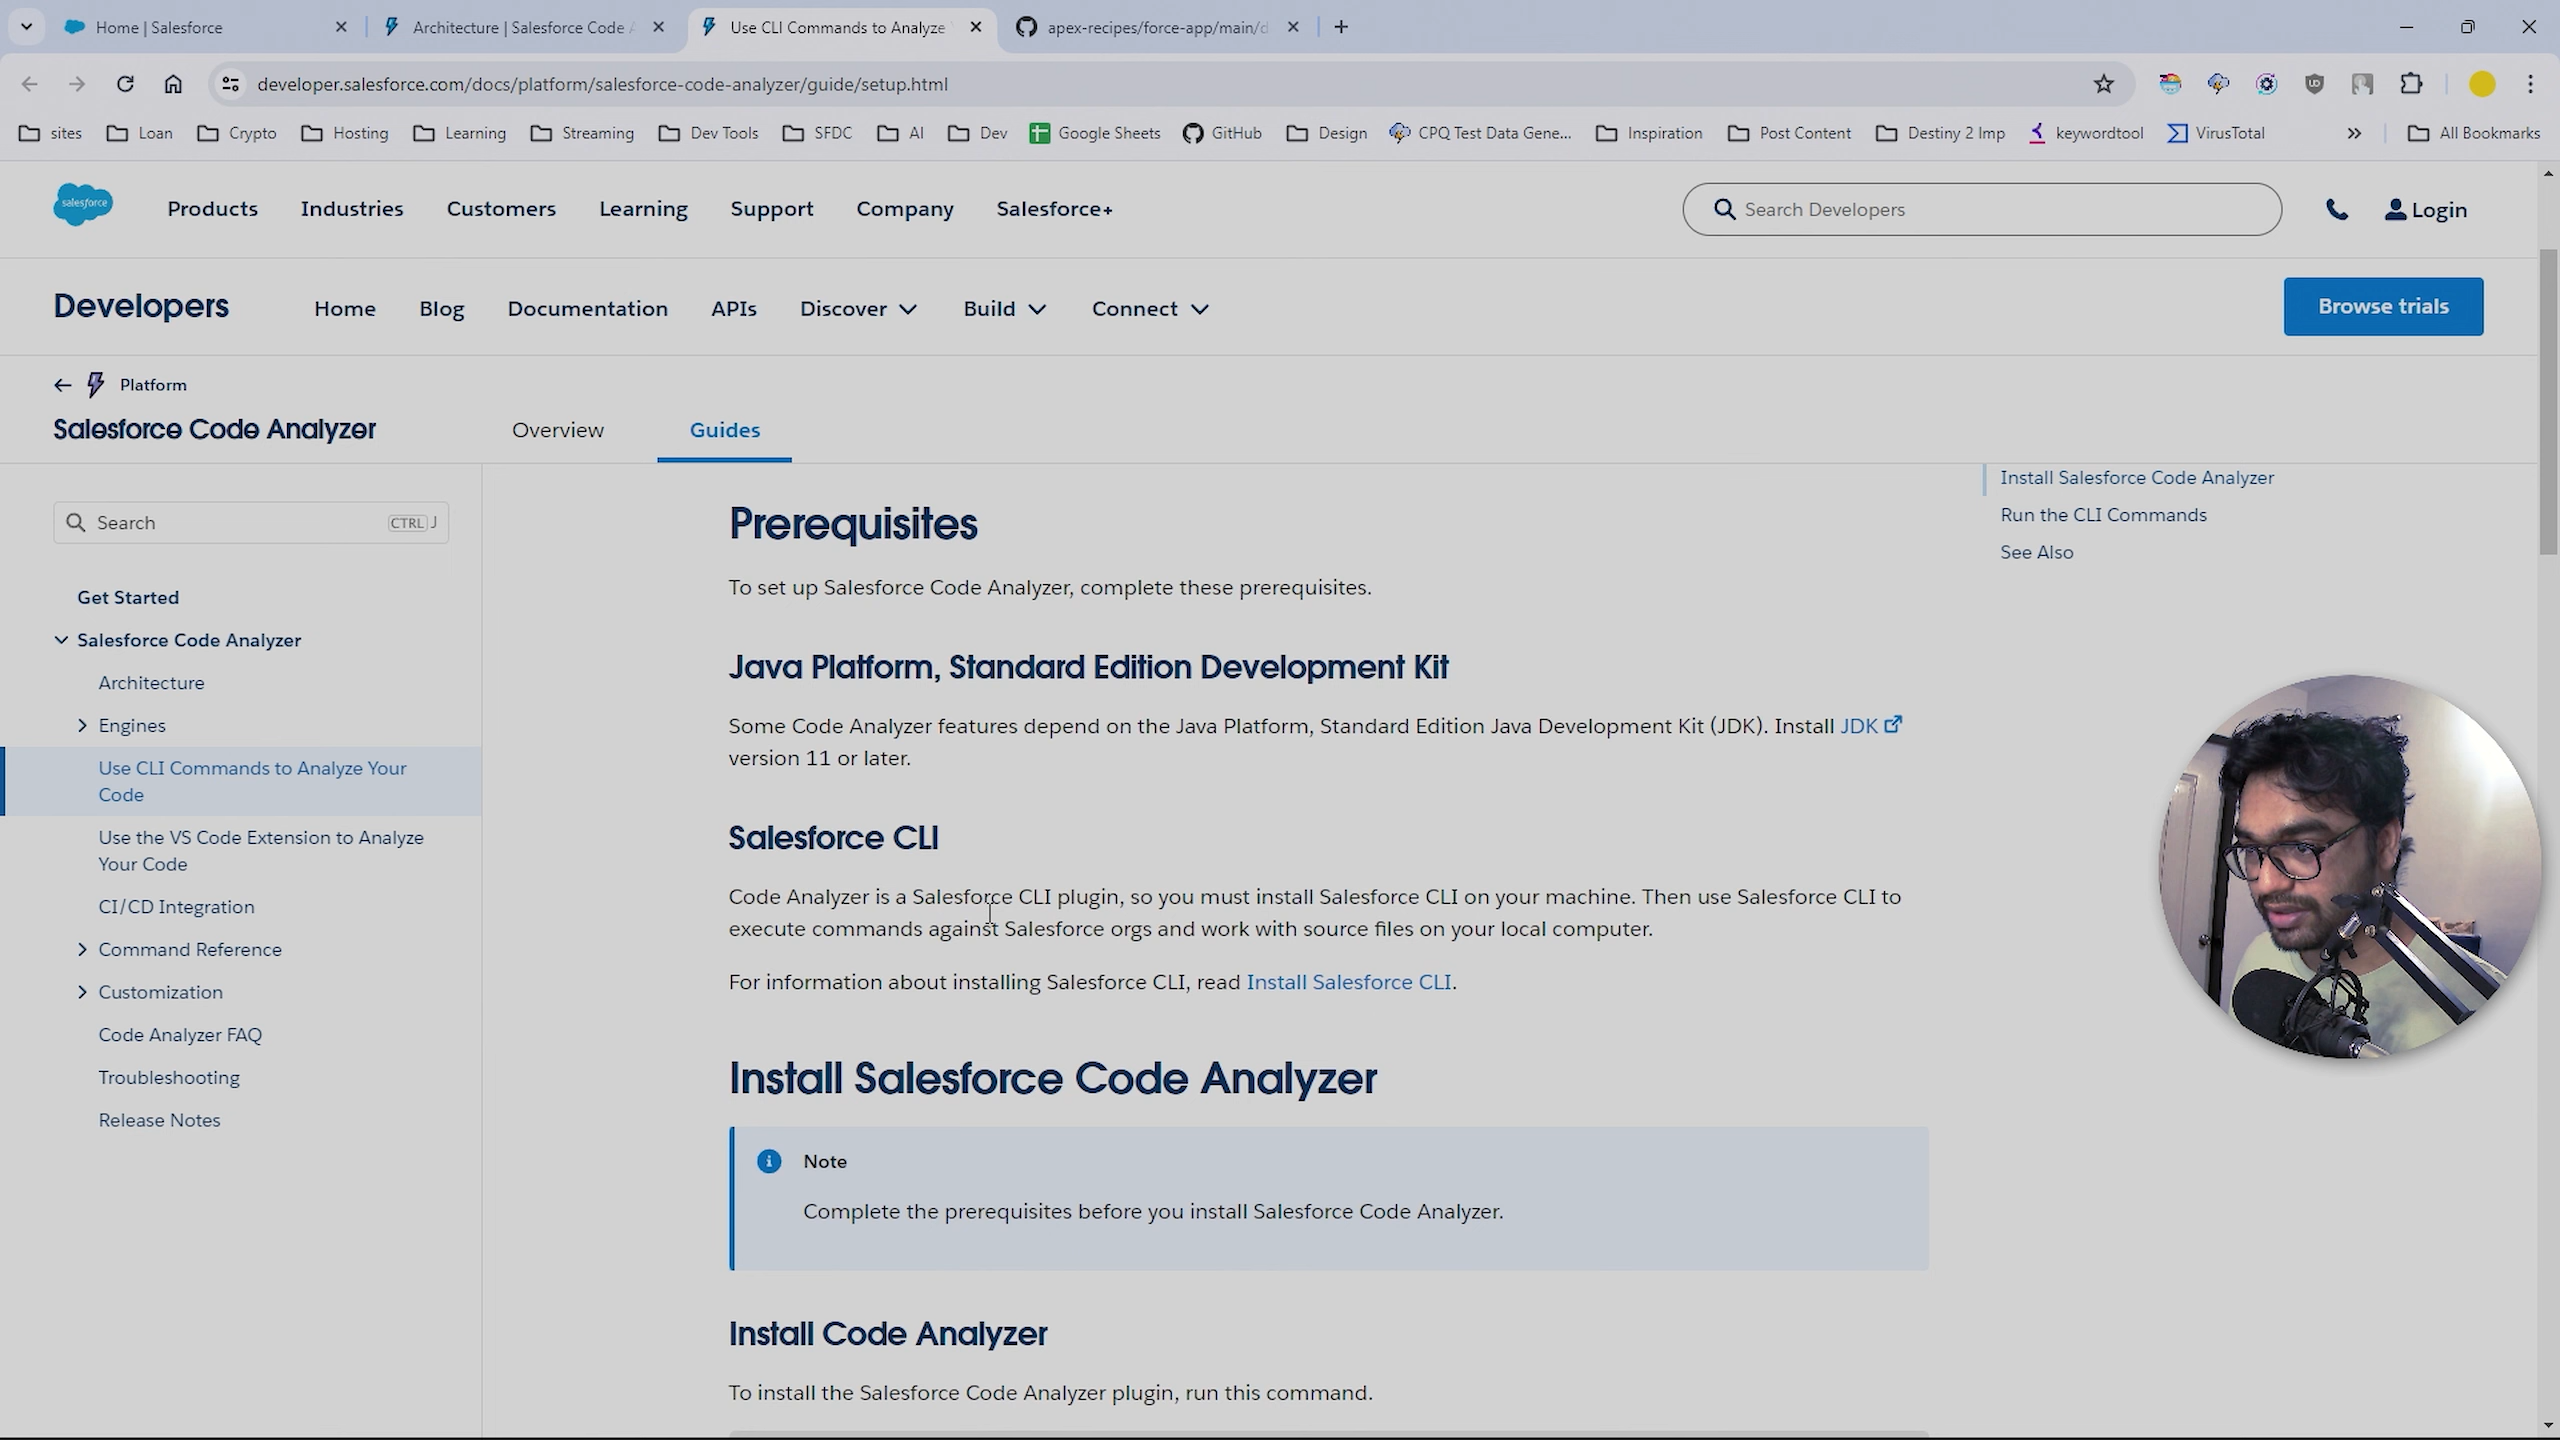 Home | Salesforce
Architecture | Salesforce Code
Use CLI Commands to Analyze
apex-recipes/force-app/main/d
developer.salesforce.com/docs/platform/salesforce-code-analyzer/guide/setup.html
sites
Loan
Crypto
Hosting
Learning
Streaming
Dev Tools
SFDC
AI
Dev
Google Sheets
GitHub
Design
CPQ Test Data Gene...
Inspiration
Post Content
Destiny 2 Imp
keywordtool
VirusTotal
All Bookmarks
salesforce
Products
Industries
Customers
Learning
Support
Company
Salesforce+
Search Developers
Login
Developers
Home
Blog
Documentation
APIs
Discover
Build
Connect
Browse trials
Platform
Salesforce Code Analyzer
Overview
Guides
Search
CTRL J
Get Started
Salesforce Code Analyzer
Architecture
Engines
Use CLI Commands to Analyze Your
Code
Use the VS Code Extension to Analyze
Your Code
CI/CD Integration
Command Reference
Customization
Code Analyzer FAQ
Troubleshooting
Release Notes
Prerequisites
To set up Salesforce Code Analyzer, complete these prerequisites.
Java Platform, Standard Edition Development Kit
Some Code Analyzer features depend on the Java Platform, Standard Edition Java Development Kit (JDK). Install JDK
version 11 or later.
Salesforce CLI
Code Analyzer is a Salesforce CLI plugin, so you must install Salesforce CLI on your machine. Then use Salesforce CLI to
execute commands against Salesforce orgs and work with source files on your local computer.
For information about installing Salesforce CLI, read Install Salesforce CLI.
Install Salesforce Code Analyzer
Note
Complete the prerequisites before you install Salesforce Code Analyzer.
Install Code Analyzer
To install the Salesforce Code Analyzer plugin, run this command.
Install Salesforce Code Analyzer
Run the CLI Commands
See Also